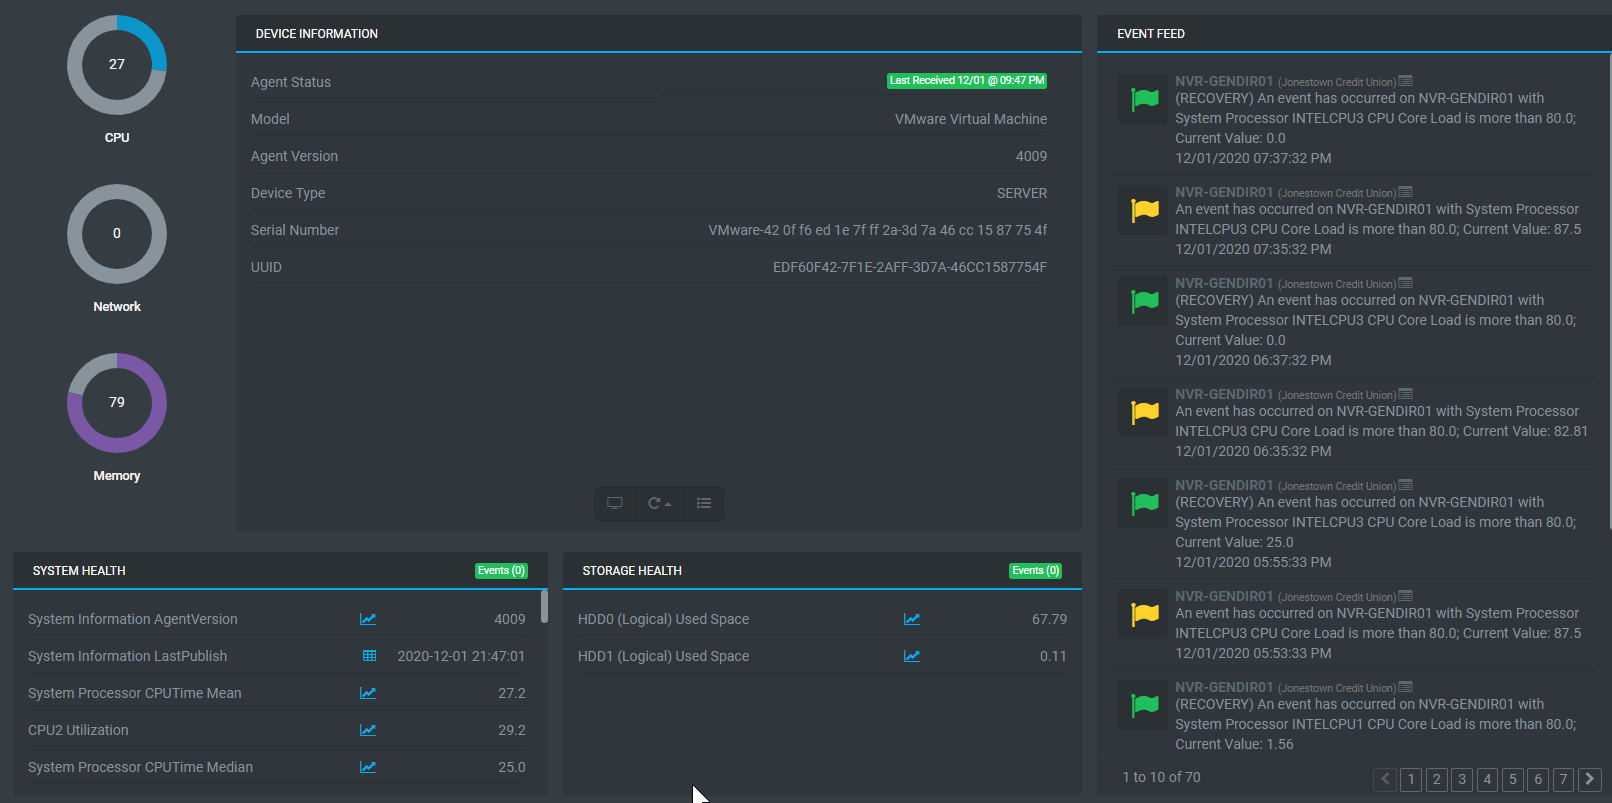 27
CPU
0
Network
79
Memory
DEVICE INFORMATION
Agent Status Last Received 12/01 @ 09:47 PM
Model VMware Virtual Machine
Agent Version 4009
Device Type SERVER
Serial Number VMware-42 0f f6 ed 1e 7f ff 2a-3d 7a 46 cc 15 87 75 4f
UUID EDF60F42-7F1E-2AFF-3D7A-46CC1587754F
SYSTEM HEALTH Events (0)
System Information AgentVersion 4009
System Information LastPublish 2020-12-01 21:47:01
System Processor CPUTime Mean 27.2
CPU2 Utilization 29.2
System Processor CPUTime Median 25.0
STORAGE HEALTH Events (0)
HDD0 (Logical) Used Space 67.79
HDD1 (Logical) Used Space 0.11
EVENT FEED
NVR-GENDIR01 (Jonestown Credit Union)
(RECOVERY) An event has occurred on NVR-GENDIR01 with
System Processor INTELCPU3 CPU Core Load is more than 80.0;
Current Value: 0.0
12/01/2020 07:37:32 PM
NVR-GENDIR01 (Jonestown Credit Union)
An event has occurred on NVR-GENDIR01 with System Processor
INTELCPU3 CPU Core Load is more than 80.0; Current Value: 87.5
12/01/2020 07:35:32 PM
NVR-GENDIR01 (Jonestown Credit Union)
(RECOVERY) An event has occurred on NVR-GENDIR01 with
System Processor INTELCPU3 CPU Core Load is more than 80.0;
Current Value: 0.0
12/01/2020 06:37:32 PM
NVR-GENDIR01 (Jonestown Credit Union)
An event has occurred on NVR-GENDIR01 with System Processor
INTELCPU3 CPU Core Load is more than 80.0; Current Value: 82.81
12/01/2020 06:35:32 PM
NVR-GENDIR01 (Jonestown Credit Union)
(RECOVERY) An event has occurred on NVR-GENDIR01 with
System Processor INTELCPU3 CPU Core Load is more than 80.0;
Current Value: 25.0
12/01/2020 05:55:33 PM
NVR-GENDIR01 (Jonestown Credit Union)
An event has occurred on NVR-GENDIR01 with System Processor
INTELCPU3 CPU Core Load is more than 80.0; Current Value: 87.5
12/01/2020 05:53:33 PM
NVR-GENDIR01 (Jonestown Credit Union)
(RECOVERY) An event has occurred on NVR-GENDIR01 with
System Processor INTELCPU1 CPU Core Load is more than 80.0;
Current Value: 1.56
1 to 10 of 70 1 2 3 4 5 6 7